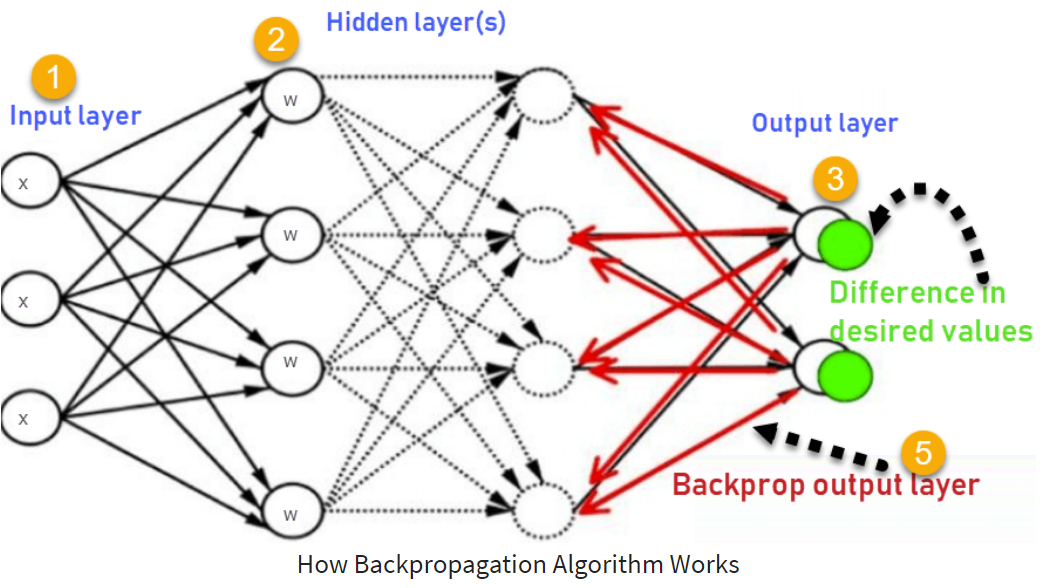 Hidden layer(s)
2
1
Input layer
w
Output layer
x
3
w
x
Difference in
desired values
w
x
5
Backprop output layer
w
How Backpropagation Algorithm Works